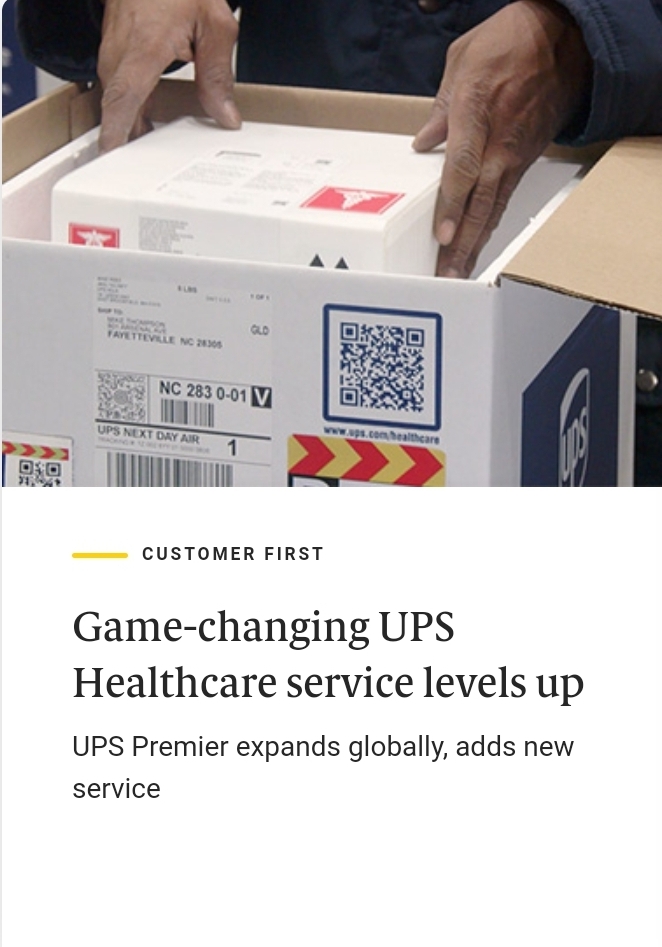 6 LBS
1 OF 1
SHIP TO:
MIKE THOMPSON
FAYETTEVILLE NC 28305
GLD
NC 283 0-01
V
UPS NEXT DAY AIR
1
www.ups.com/healthcare
ups
CUSTOMER FIRST
Game-changing UPS
Healthcare service levels up
UPS Premier expands globally, adds new
service